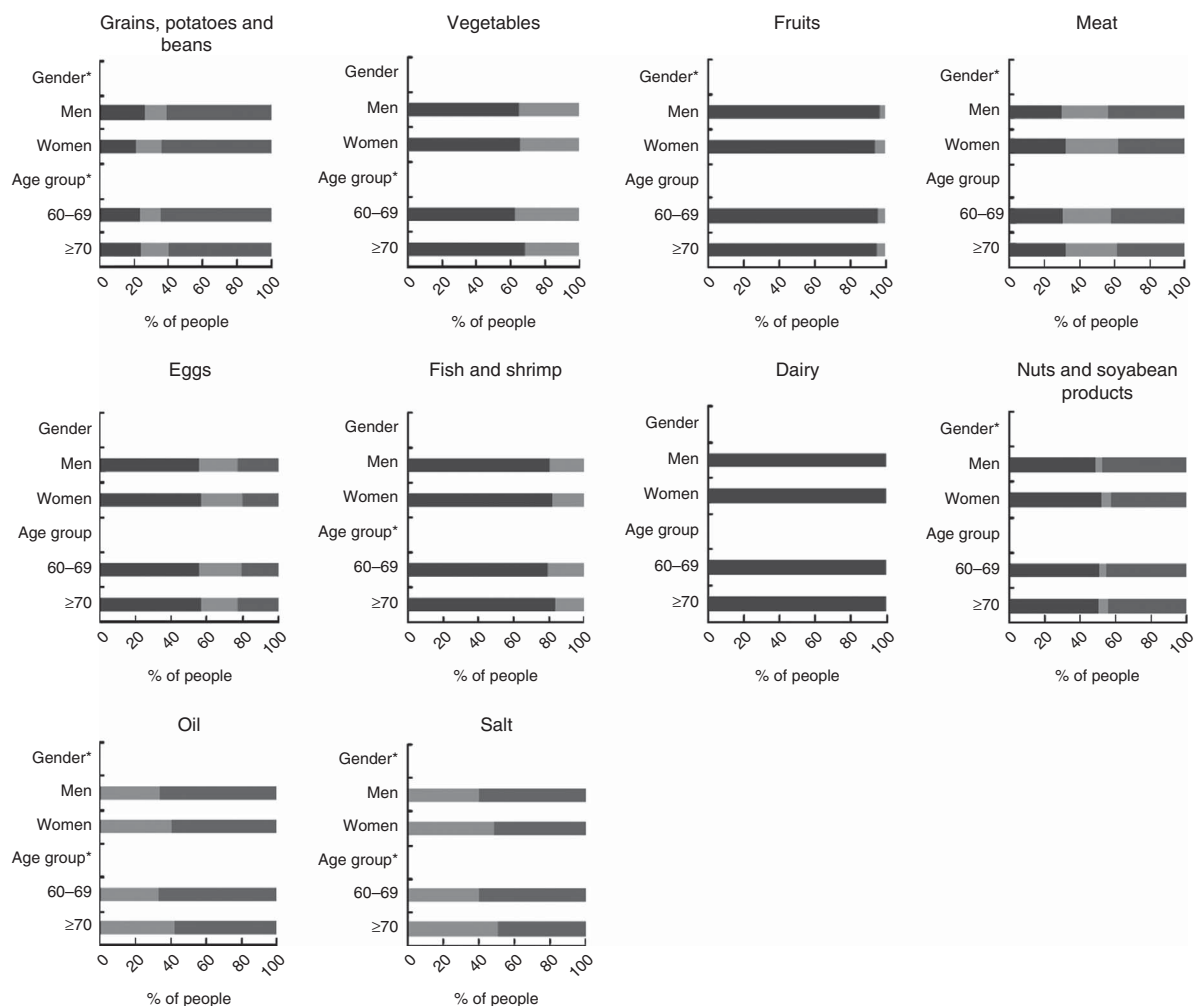 Grains, potatoes and
beans
Gender*
Men
Women
Age group*
60–69
≥70
0 20 40 60 80 100
% of people
Vegetables
Gender
Men
Women
Age group*
60–69
≥70
0 20 40 60 80 100
% of people
Fruits
Gender*
Men
Women
Age group
60–69
≥70
0 20 40 60 80 100
% of people
Meat
Gender*
Men
Women
Age group
60–69
≥70
0 20 40 60 80 100
% of people
Eggs
Gender
Men
Women
Age group
60–69
≥70
0 20 40 60 80 100
% of people
Fish and shrimp
Gender
Men
Women
Age group*
60–69
≥70
0 20 40 60 80 100
% of people
Dairy
Gender
Men
Women
Age group
60–69
≥70
0 20 40 60 80 100
% of people
Nuts and soyabean
products
Gender*
Men
Women
Age group
60–69
≥70
0 20 40 60 80 100
% of people
Oil
Gender*
Men
Women
Age group*
60–69
≥70
0 20 40 60 80 100
% of people
Salt
Gender*
Men
Women
Age group*
60–69
≥70
0 20 40 60 80 100
% of people